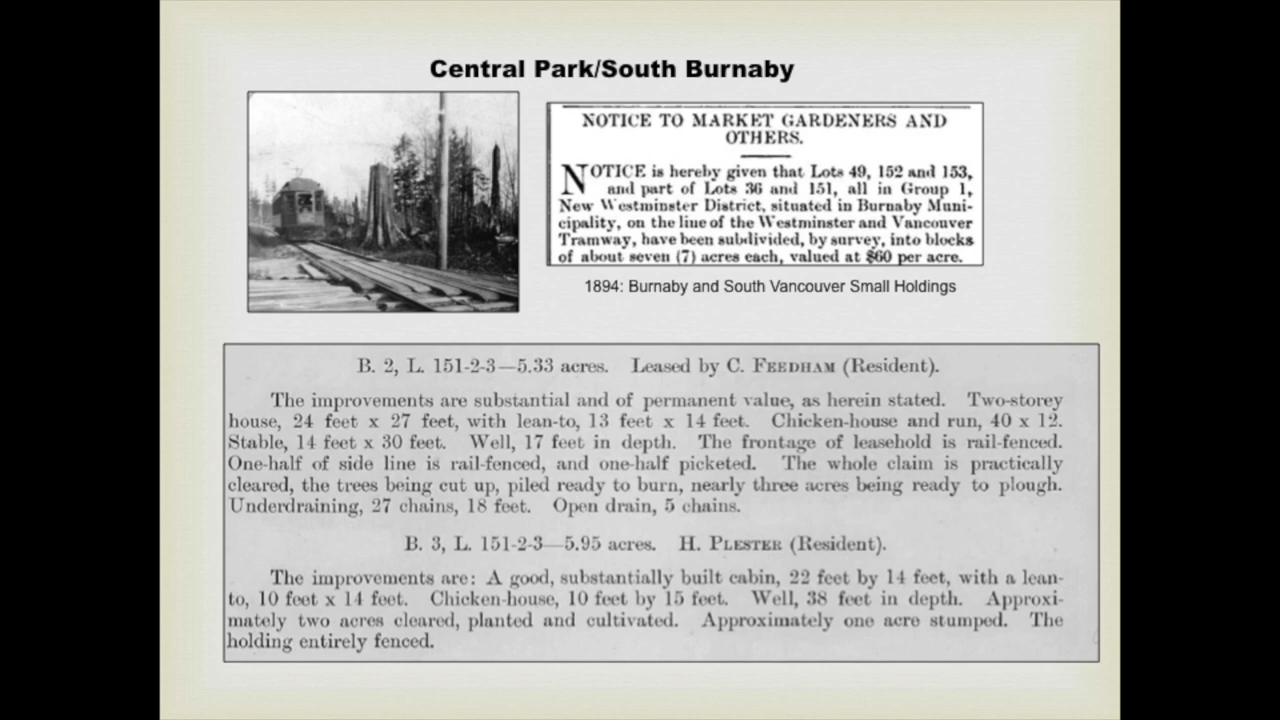 Central Park/South Burnaby
NOTICE TO MARKET GARDENERS AND
OTHERS.
NOTICE is hereby given that Lots 49, 152 and 153,
and part of Lots 36 and 151, all in Group 1,
New Westminster District, situated in Burnaby Muni-
cipality, on the line of the Westminster and Vancouver
Tramway, have been subdivided, by survey, into blocks
of about seven (7) acres each, valued at $60 per acre.
1894: Burnaby and South Vancouver Small Holdings
B. 2, L. 151-2-3—5.33 acres. Leased by C. FEEDHAM (Resident).
The improvements are substantial and of permanent value, as herein stated. Two-storey
house, 24 feet x 27 feet, with lean-to, 13 feet x 14 feet. Chicken-house and run, 40 x 12.
Stable, 14 feet x 30 feet. Well, 17 feet in depth. The frontage of leasehold is rail-fenced.
One-half of side line is rail-fenced, and one-half picketed. The whole claim is practically
cleared, the trees being cut up, piled ready to burn, nearly three acres being ready to plough.
Underdraining, 27 chains, 18 feet. Open drain, 5 chains.
B. 3, L. 151-2-3—5.95 acres. H. PLESTER (Resident).
The improvements are: A good, substantially built cabin, 22 feet by 14 feet, with a lean-
to, 10 feet x 14 feet. Chicken-house, 10 feet by 15 feet. Well, 38 feet in depth. Approxi-
mately two acres cleared, planted and cultivated. Approximately one acre stumped. The
holding entirely fenced.